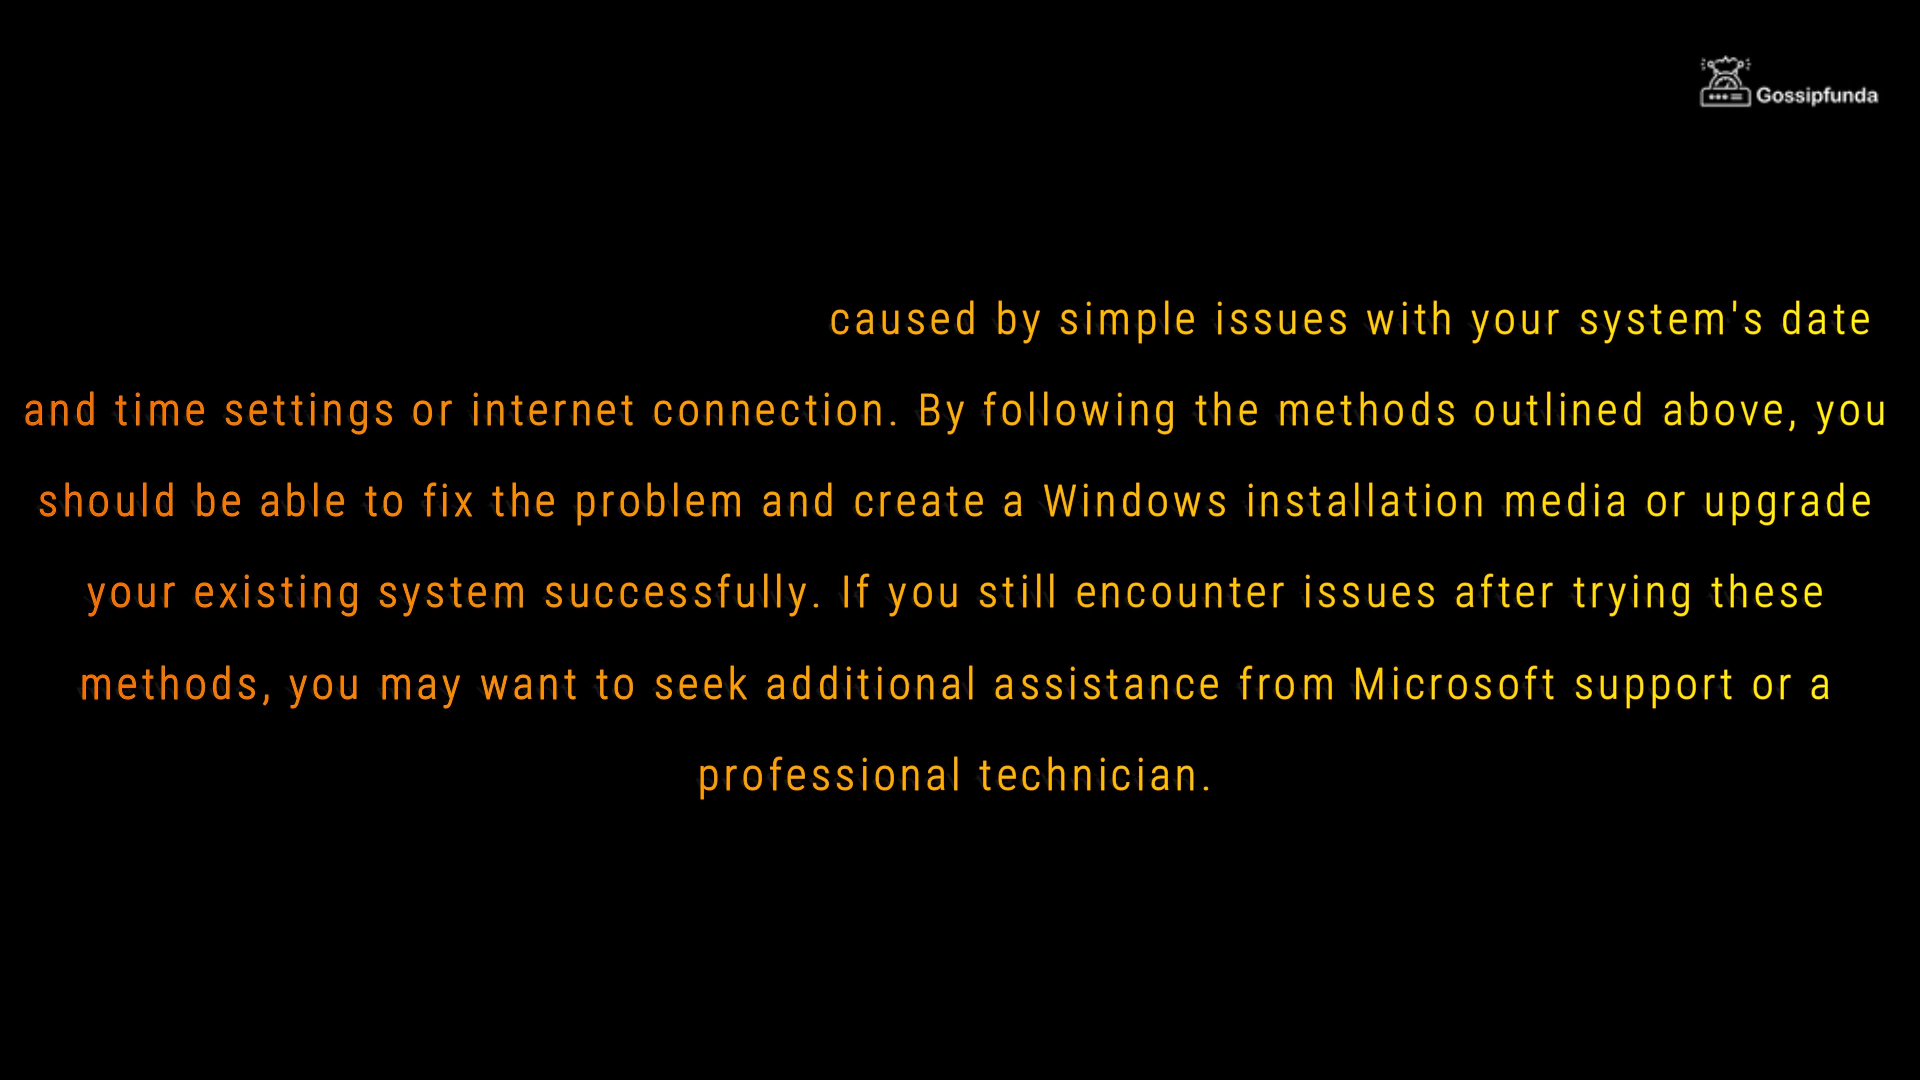 Gossipfunda
caused by simple issues with your system's date
and time settings or internet connection. By following the methods outlined above, you
should be able to fix the problem and create a Windows installation media or upgrade
your existing system successfully. If you still encounter issues after trying these
methods, you may want to seek additional assistance from Microsoft support or a
professional technician.